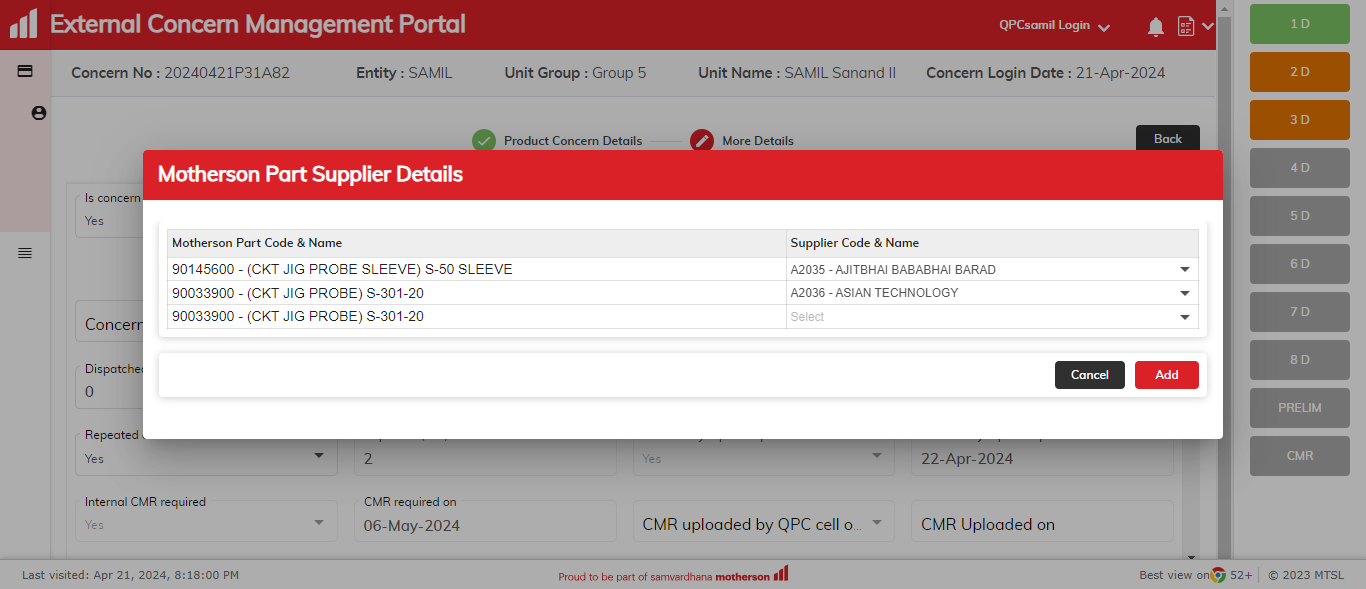 External Concern Management Portal
QPCsamil Login
Concern No : 20240421P31A82 Entity : SAMIL Unit Group : Group 5 Unit Name : SAMIL Sanand II Concern Login Date : 21-Apr-2024
Product Concern Details More Details Back
Motherson Part Supplier Details
Is concern
Yes
Motherson Part Code & Name Supplier Code & Name
90145600 - (CKT JIG PROBE SLEEVE) S-50 SLEEVE A2035 - AJITBHAI BABABHAI BARAD
90033900 - (CKT JIG PROBE) S-301-20 A2036 - ASIAN TECHNOLOGY
90033900 - (CKT JIG PROBE) S-301-20 Select
Concern
Dispatche
0
Cancel Add
Repeated
Yes 2 Yes 22-Apr-2024
Internal CMR required CMR required on
Yes 06-May-2024 CMR uploaded by QPC cell o... CMR Uploaded on
1 D
2 D
3 D
4 D
5 D
6 D
7 D
8 D
PRELIM
CMR
Last visited: Apr 21, 2024, 8:18:00 PM Proud to be part of samvardhana motherson Best view on 52+ © 2023 MTSL